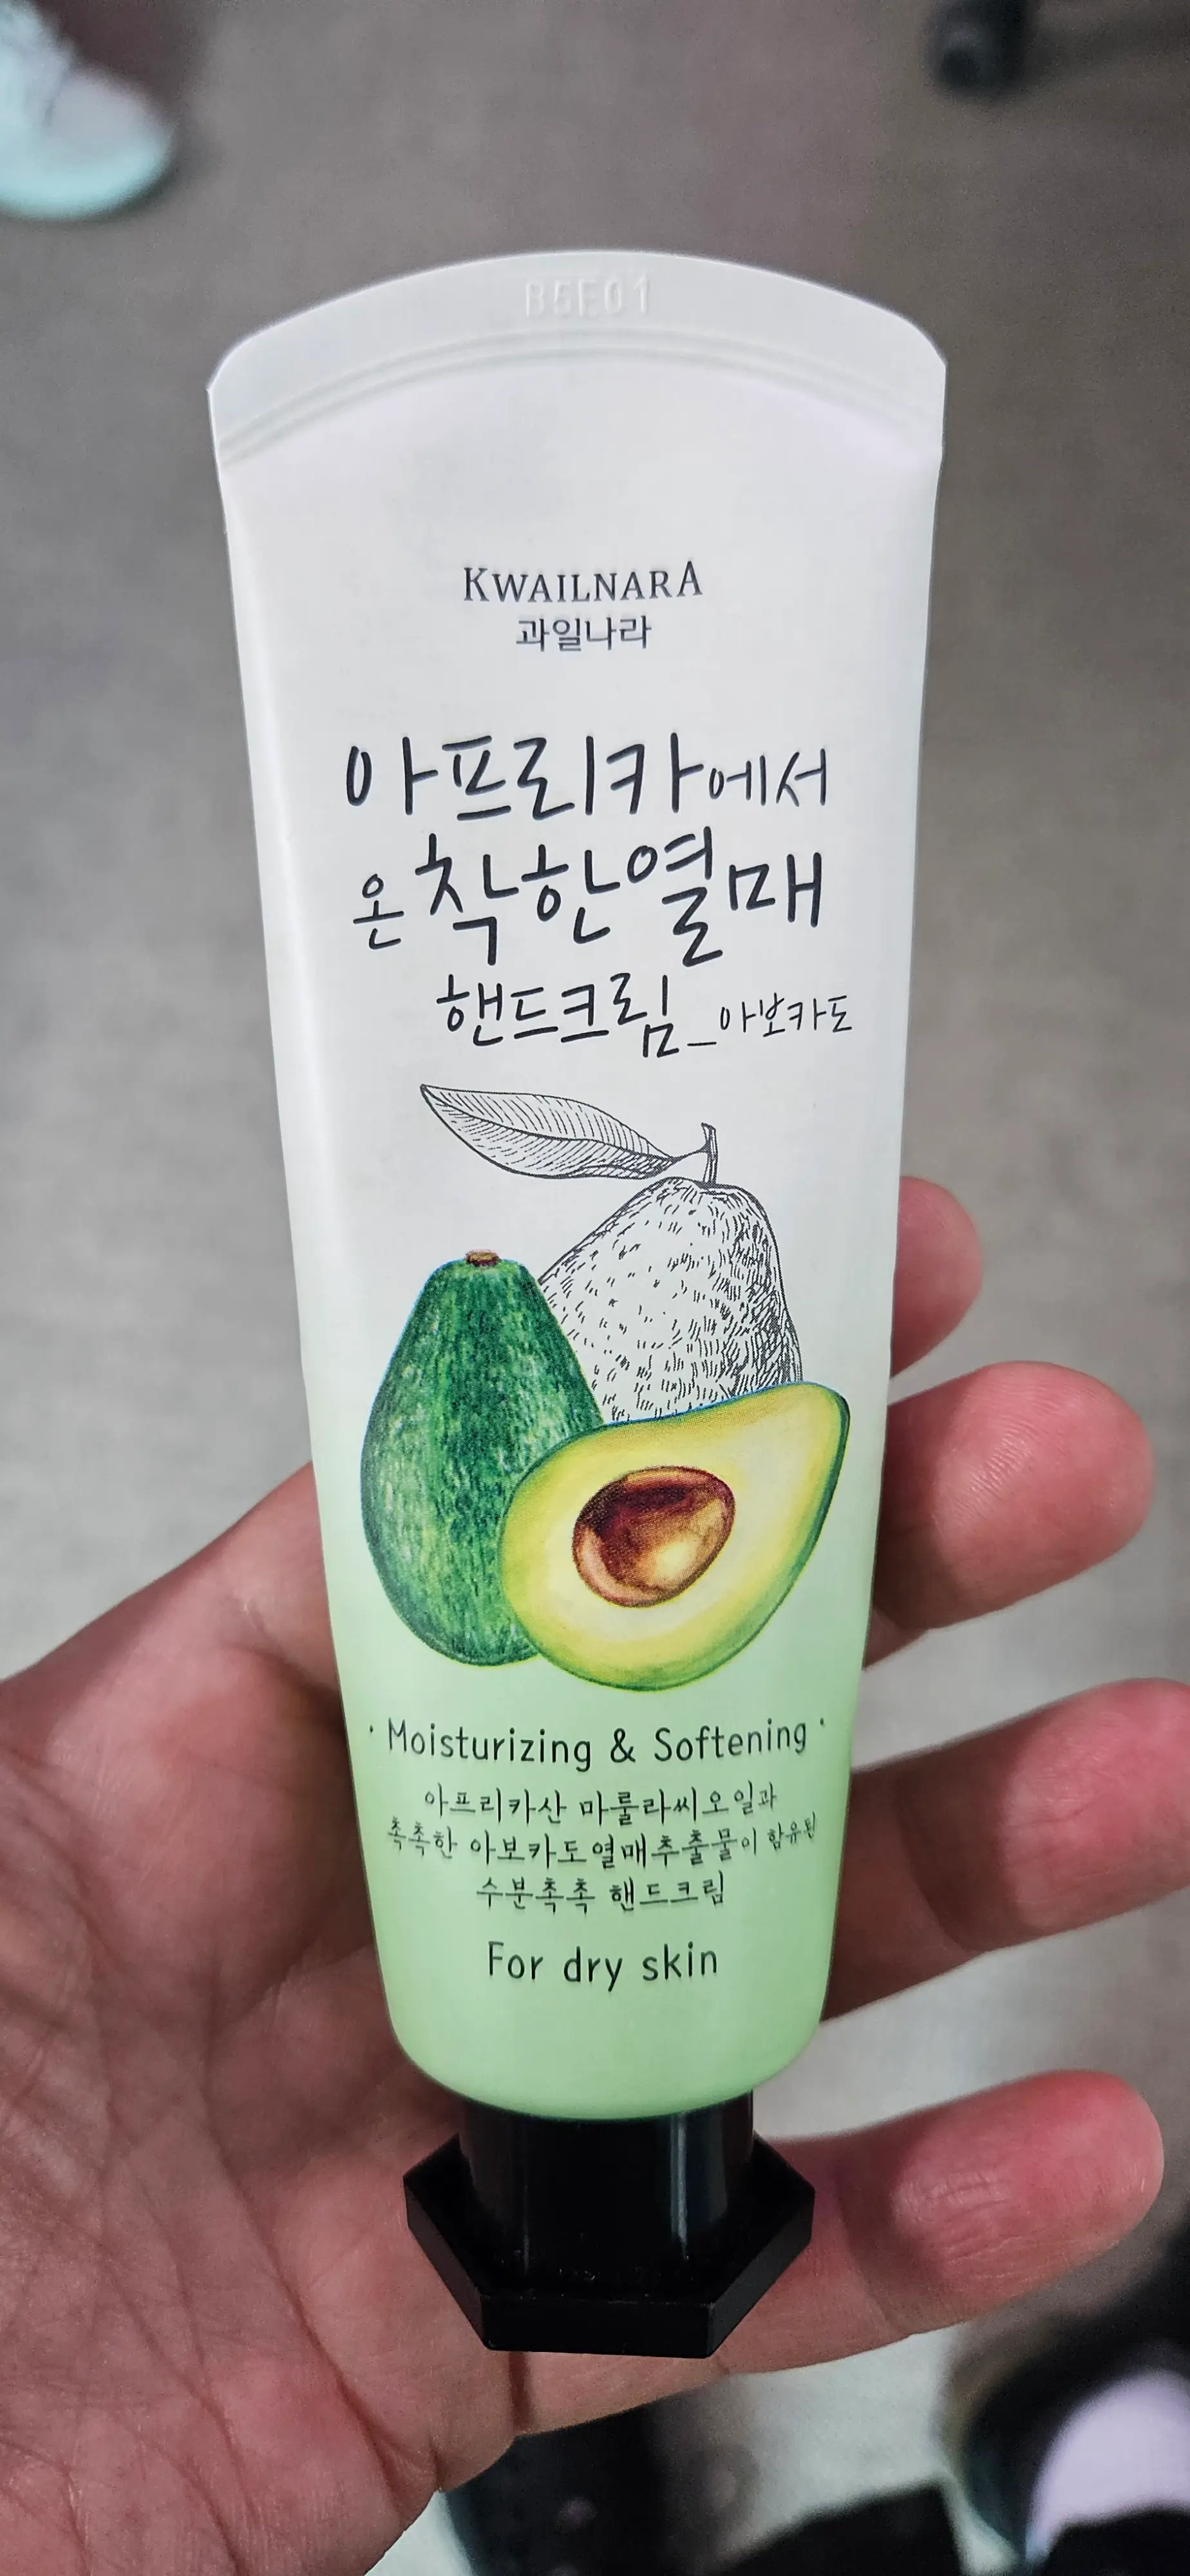 B5E01
KWAILNARA
과일나라
아프리카에서
온 착한열매
핸드크림_아보카도
· Moisturizing & Softening ·
아프리카산 마룰라씨오일과
촉촉한 아보카도열매추출물이 함유된
수분촉촉 핸드크림
For dry skin